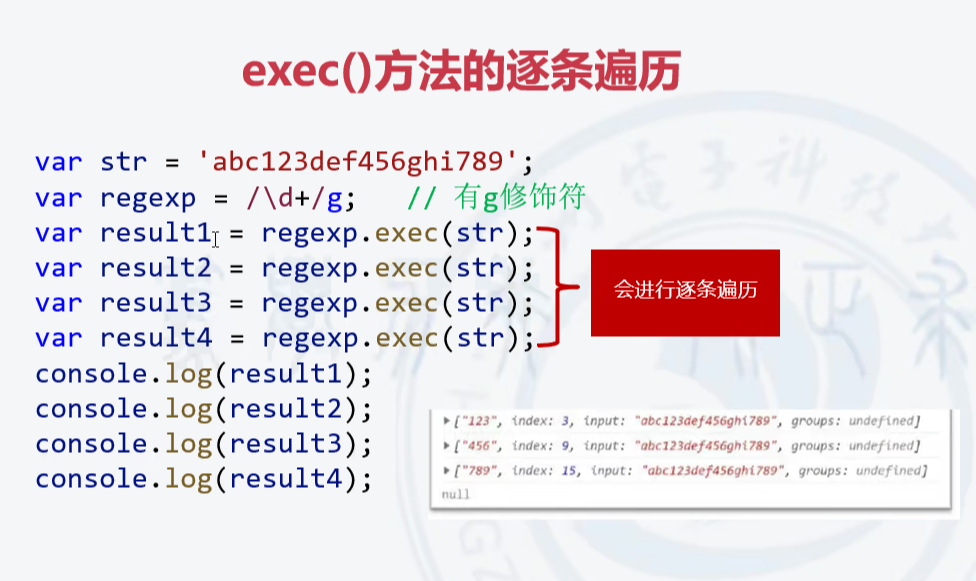 exec()方法的逐条遍历
var str = 'abc123def456ghi789';
var regexp = /\d+/g;   // 有g修饰符
var result1 = regexp.exec(str);
var result2 = regexp.exec(str);
var result3 = regexp.exec(str);
var result4 = regexp.exec(str);
会进行逐条遍历
console.log(result1);
console.log(result2);
console.log(result3);
console.log(result4);
["123", index: 3, input: "abc123def456ghi789", groups: undefined]
["456", index: 9, input: "abc123def456ghi789", groups: undefined]
["789", index: 15, input: "abc123def456ghi789", groups: undefined]
null